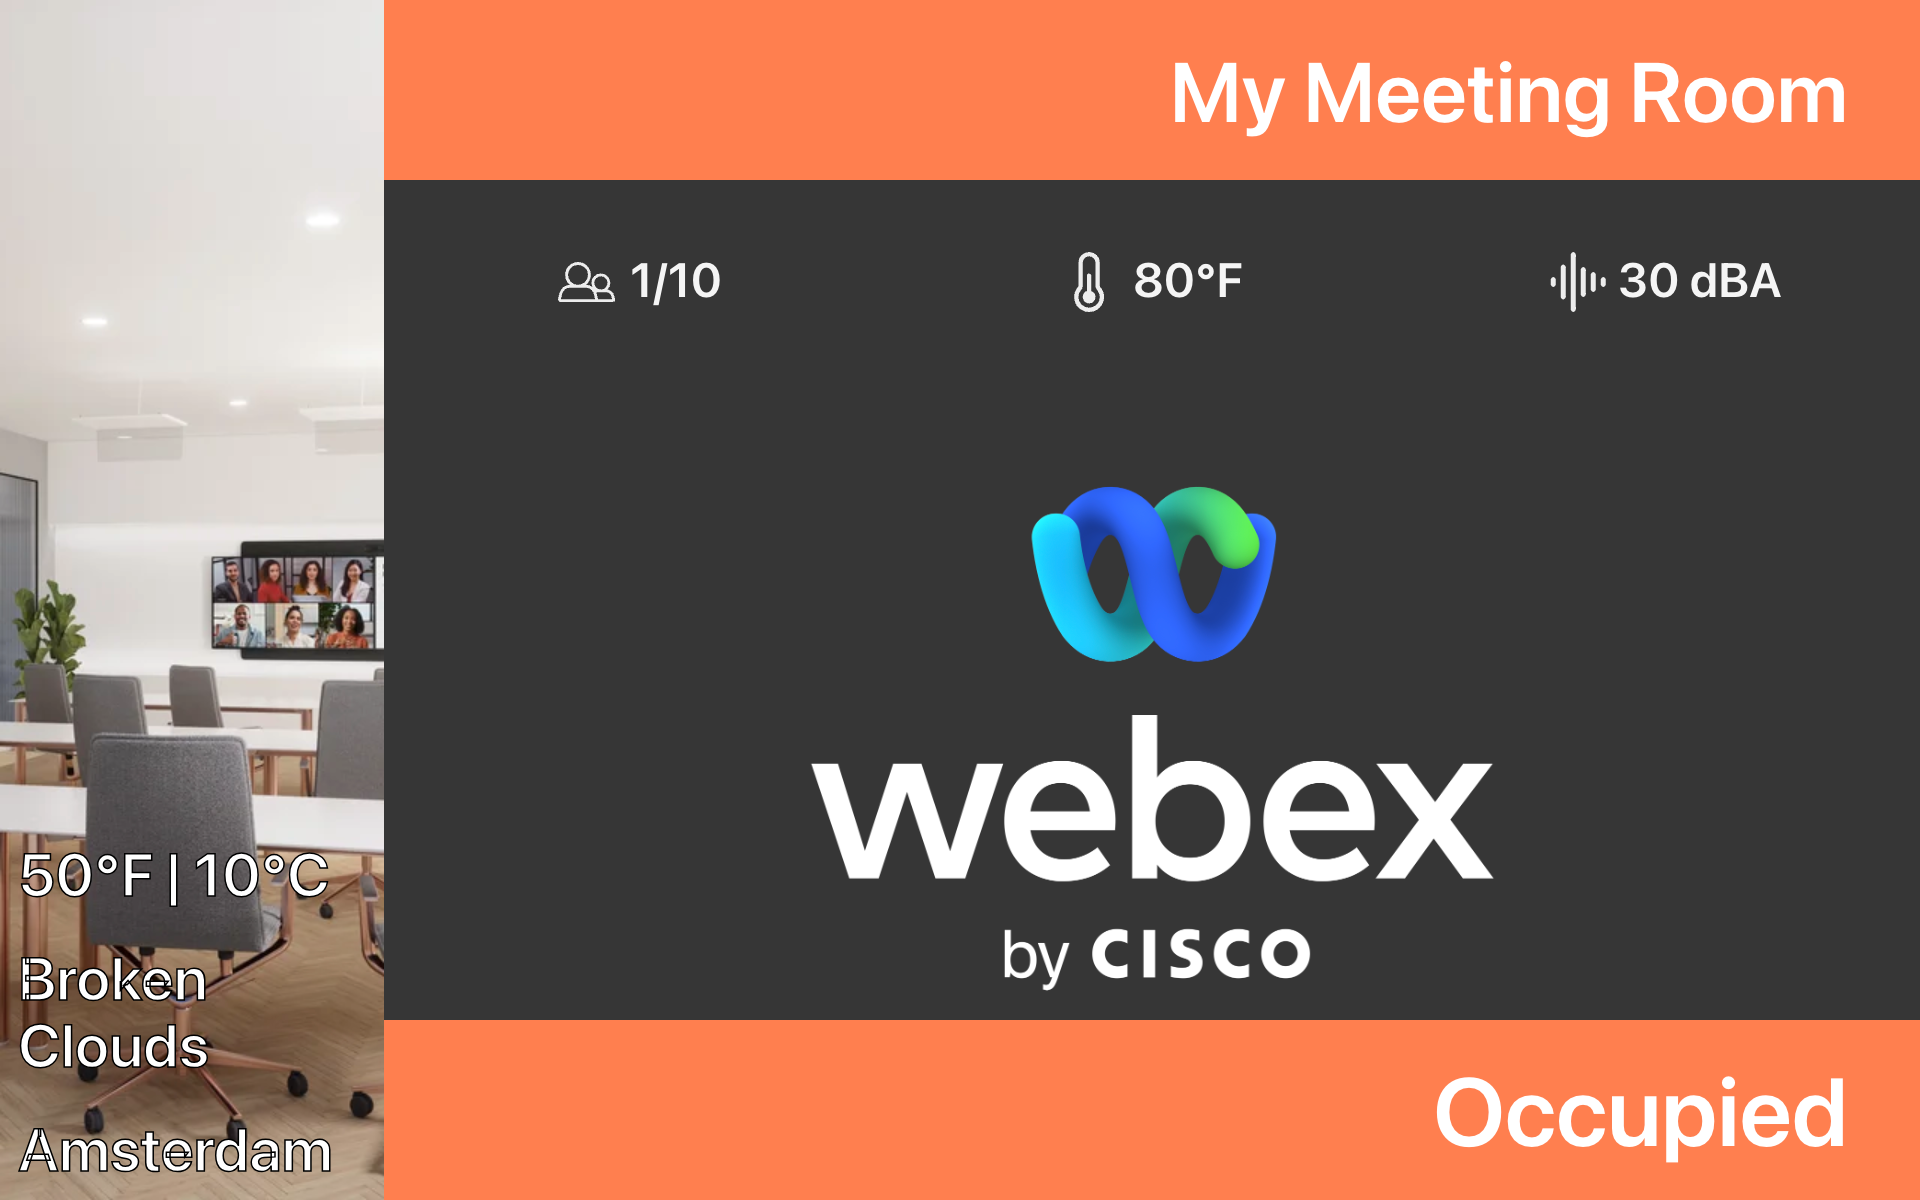 My Meeting Room
1/10
80°F
30 dBA
webex
by CISCO
50°F | 10°C
Broken
Clouds
Amsterdam
Occupied